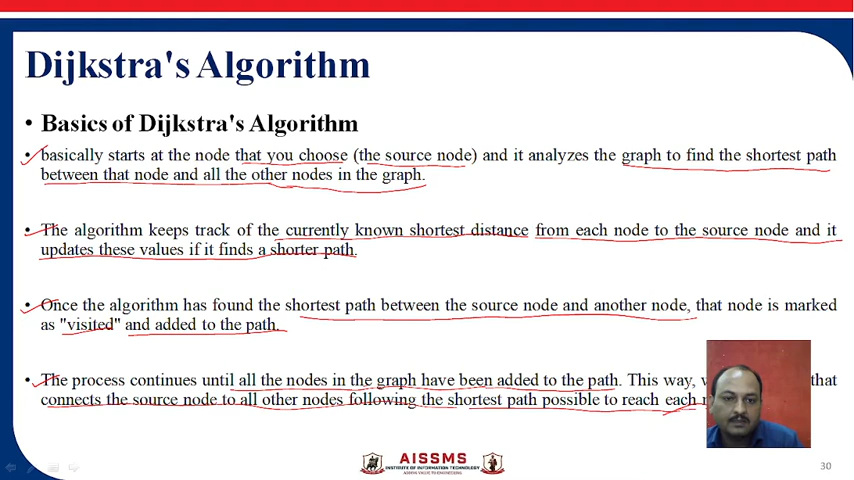 Dijkstra's Algorithm
• Basics of Dijkstra's Algorithm
• basically starts at the node that you choose (the source node) and it analyzes the graph to find the shortest path
between that node and all the other nodes in the graph.
• The algorithm keeps track of the currently known shortest distance from each node to the source node and it
updates these values if it finds a shorter path.
• Once the algorithm has found the shortest path between the source node and another node, that node is marked
as "visited" and added to the path.
• The process continues until all the nodes in the graph have been added to the path. This way, that
connects the source node to all other nodes following the shortest path possible to reach each
AISSMS
INSTITUTE OF INFORMATION TECHNOLOGY
ADDING VALUE TO ENGINEERING
30